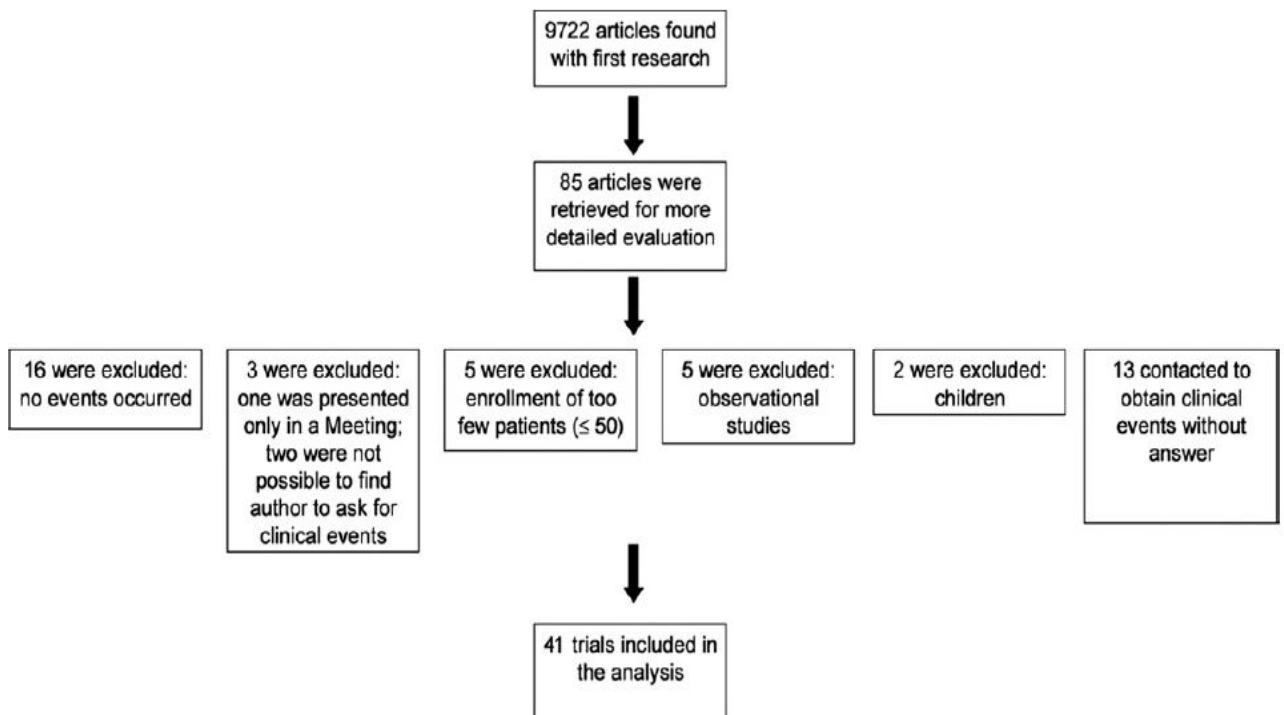 9722 articles found
with first research
85 articles were
retrieved for more
detailed evaluation
16 were excluded:
no events occurred
3 were excluded:
one was presented
only in a Meeting;
two were not
possible to find
author to ask for
clinical events
5 were excluded:
enrollment of too
few patients (≤ 50)
5 were excluded:
observational
studies
2 were excluded:
children
13 contacted to
obtain clinical
events without
answer
41 trials included in
the analysis